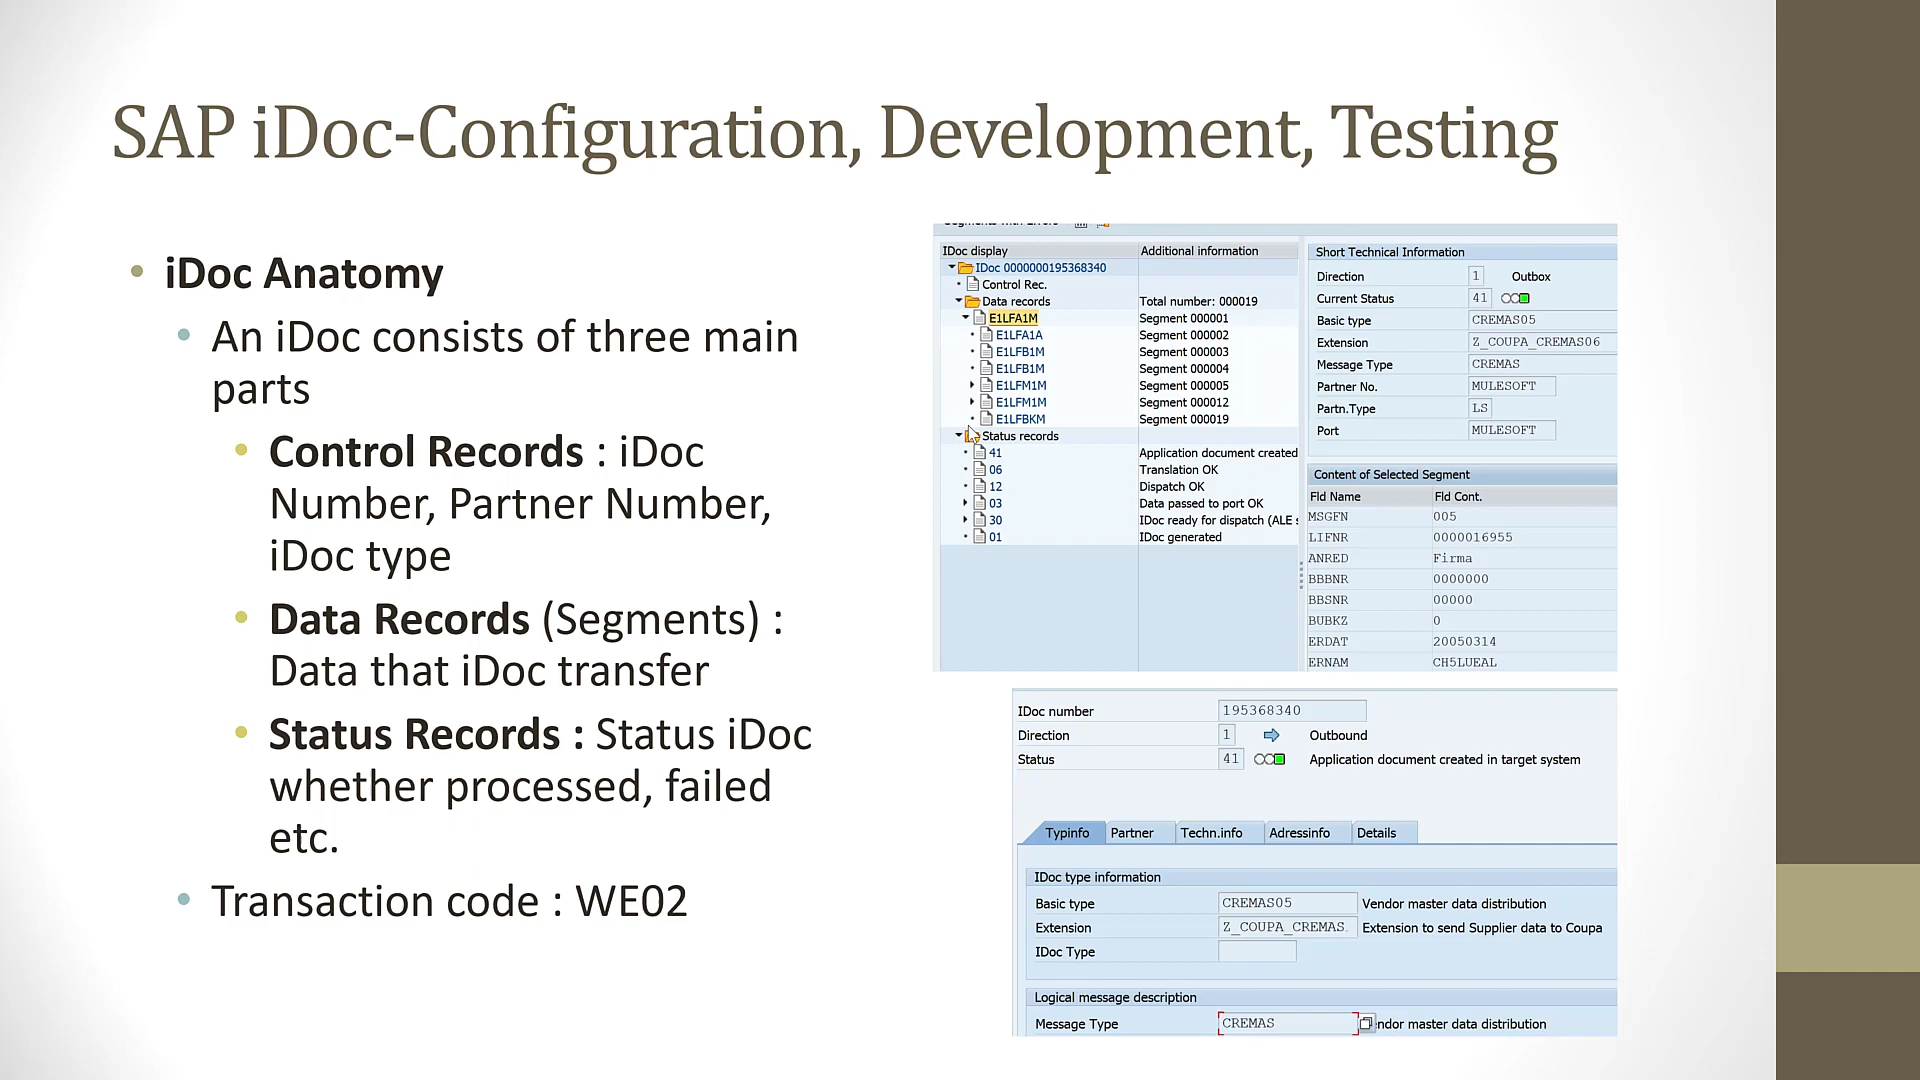 SAP iDoc-Configuration, Development, Testing
• iDoc Anatomy
• An iDoc consists of three main
parts
• Control Records : iDoc
Number, Partner Number,
iDoc type
• Data Records (Segments) :
Data that iDoc transfer
• Status Records : Status iDoc
whether processed, failed
etc.
• Transaction code : WE02
IDoc display Additional information
IDoc 0000000195368340
Control Rec.
Data records Total number: 000019
E1LFA1M Segment 000001
E1LFA1A Segment 000002
E1LFB1M Segment 000003
E1LFB1M Segment 000004
E1LFM1M Segment 000005
E1LFM1M Segment 000012
E1LFBKM Segment 000019
Status records
41 Application document created
06 Translation OK
12 Dispatch OK
03 Data passed to port OK
30 IDoc ready for dispatch (ALE s
01 IDoc generated
Short Technical Information
Direction 1 Outbox
Current Status 41
Basic type CREMAS05
Extension Z_COUPA_CREMAS06
Message Type CREMAS
Partner No. MULESOFT
Partn.Type LS
Port MULESOFT
Content of Selected Segment
Fld Name Fld Cont.
MSGFN 005
LIFNR 0000016955
ANRED Firma
BBBNR 0000000
BBSNR 00000
BUBKZ 0
ERDAT 20050314
ERNAM CH5LUEAL
IDoc number 195368340
Direction 1 Outbound
Status 41 Application document created in target system
Typinfo Partner Techn.info Adressinfo Details
IDoc type information
Basic type CREMAS05 Vendor master data distribution
Extension Z_COUPA_CREMAS. Extension to send Supplier data to Coupa
IDoc Type
Logical message description
Message Type CREMAS ndor master data distribution